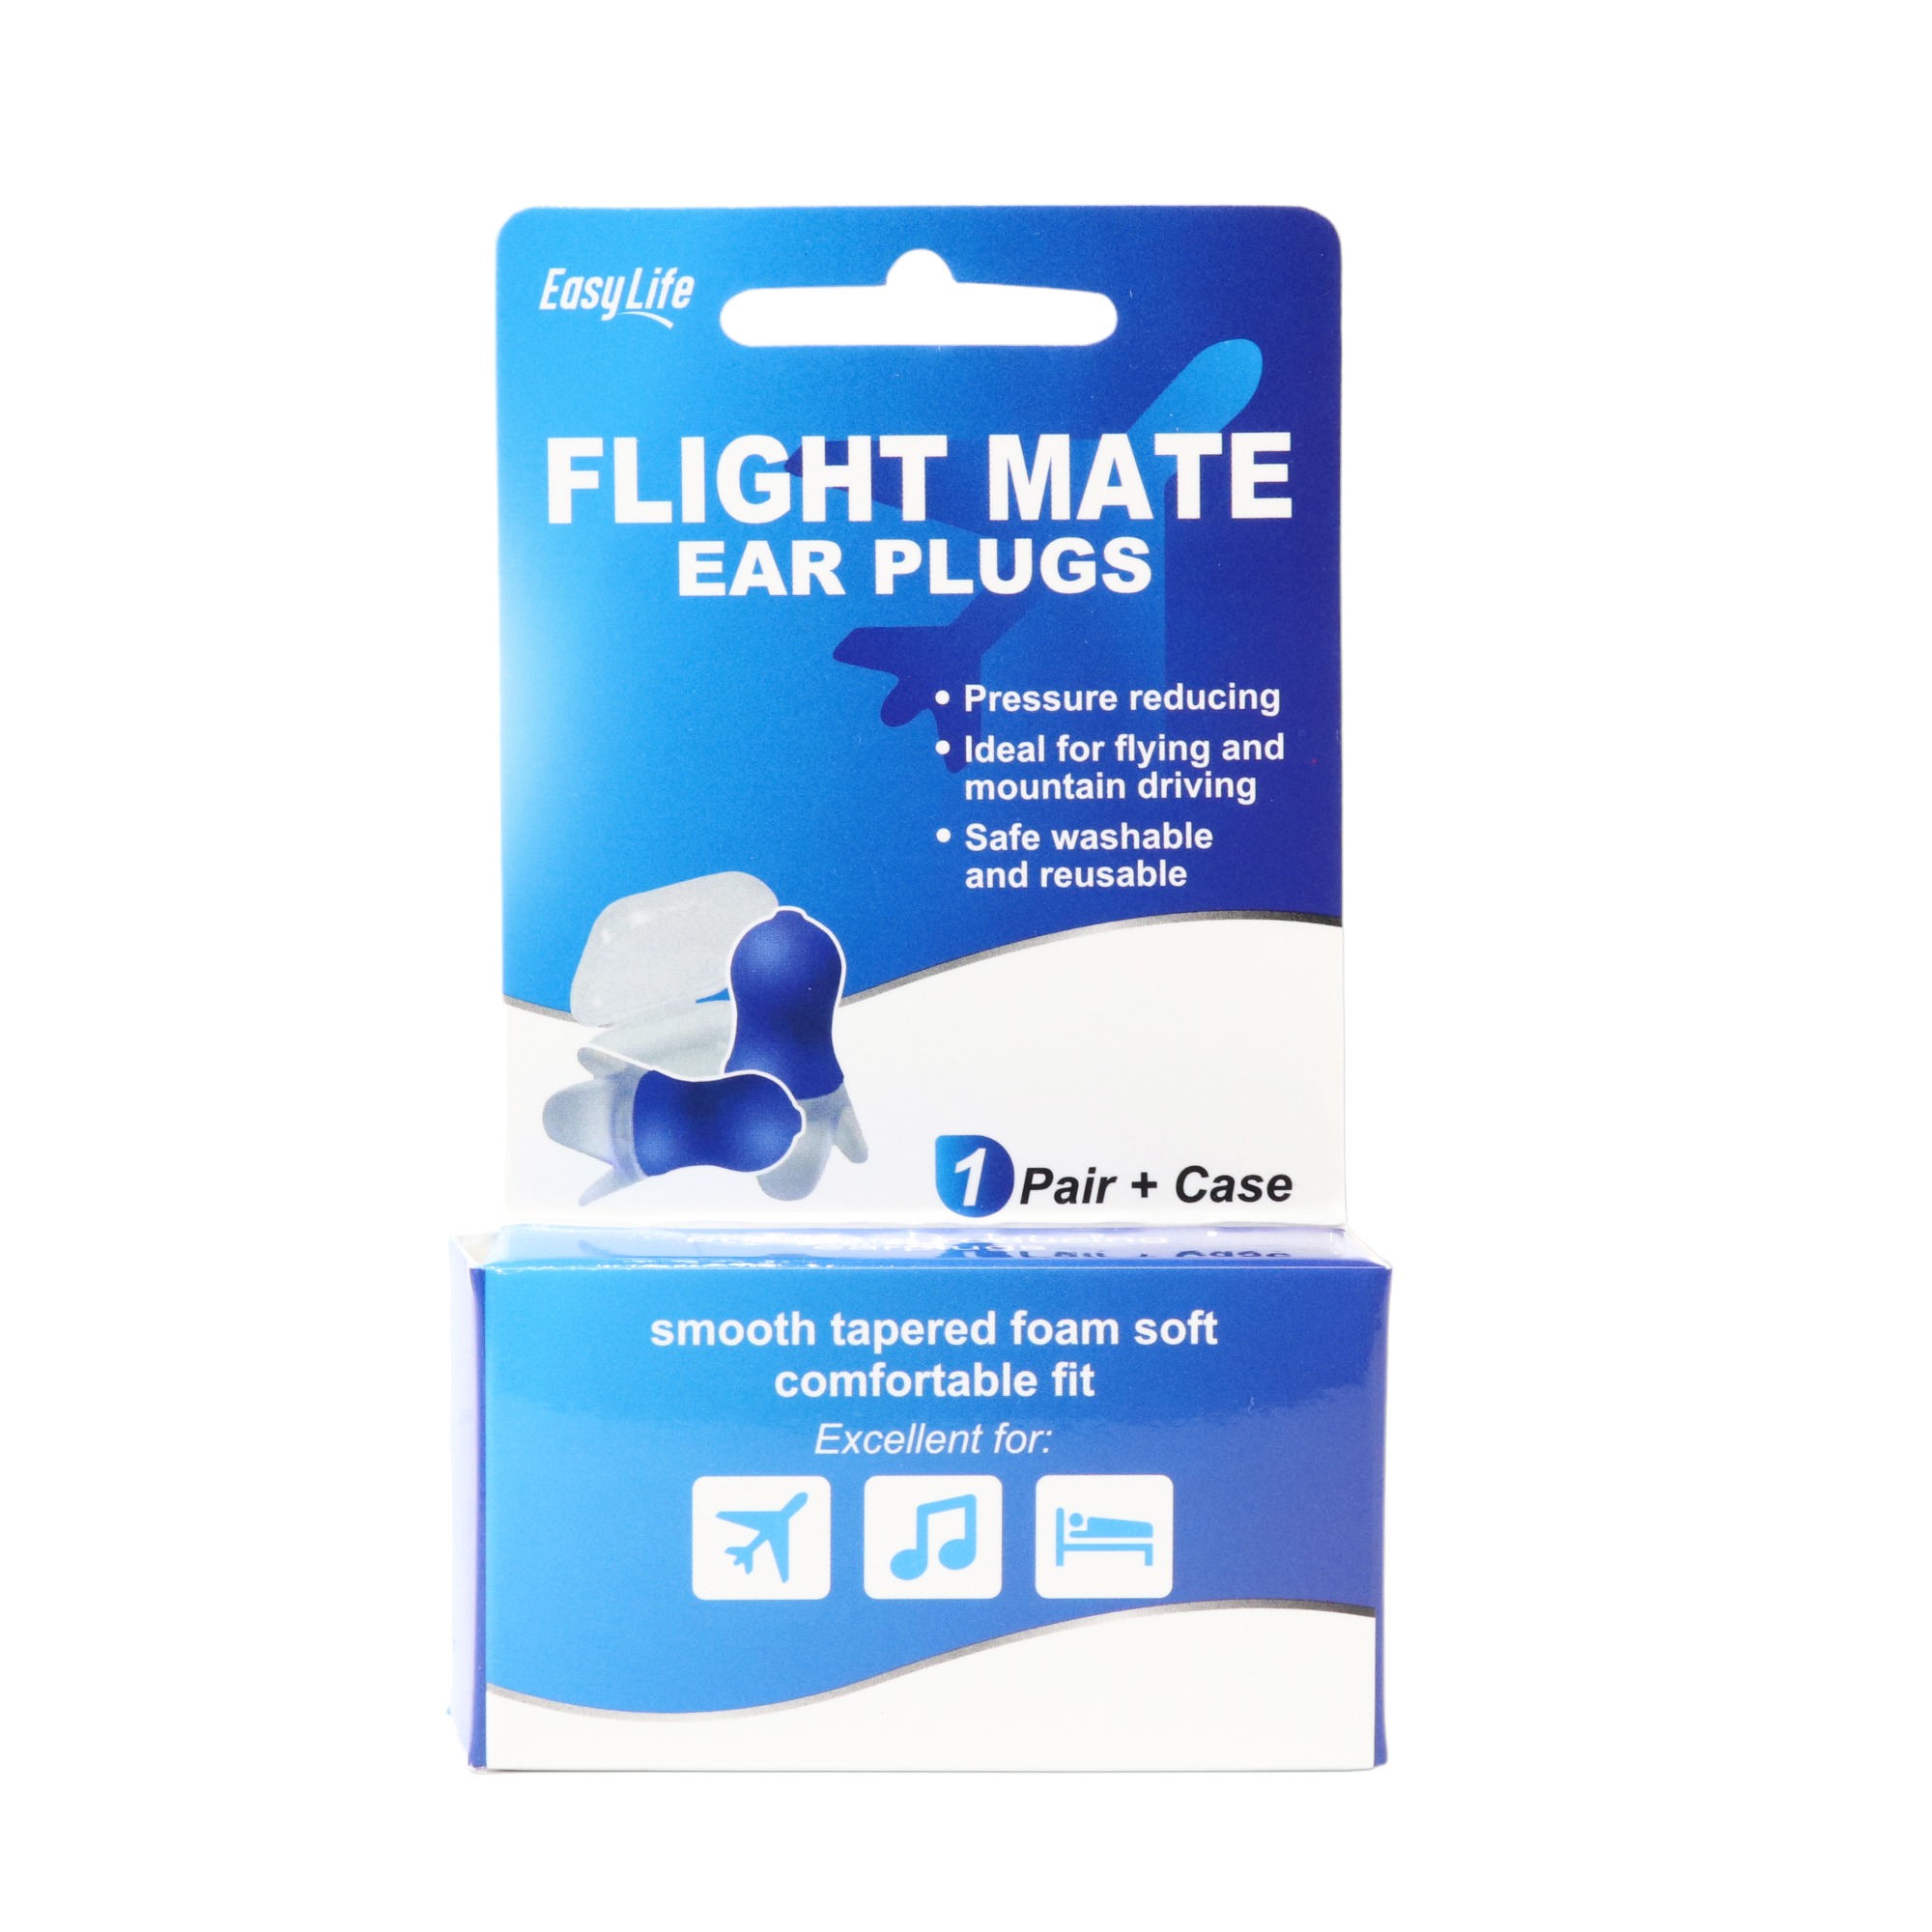 EasyLife
FLIGHT MATE
EAR PLUGS
• Pressure reducing
• Ideal for flying and
mountain driving
• Safe washable
and reusable
1 Pair + Case
smooth tapered foam soft
comfortable fit
Excellent for: